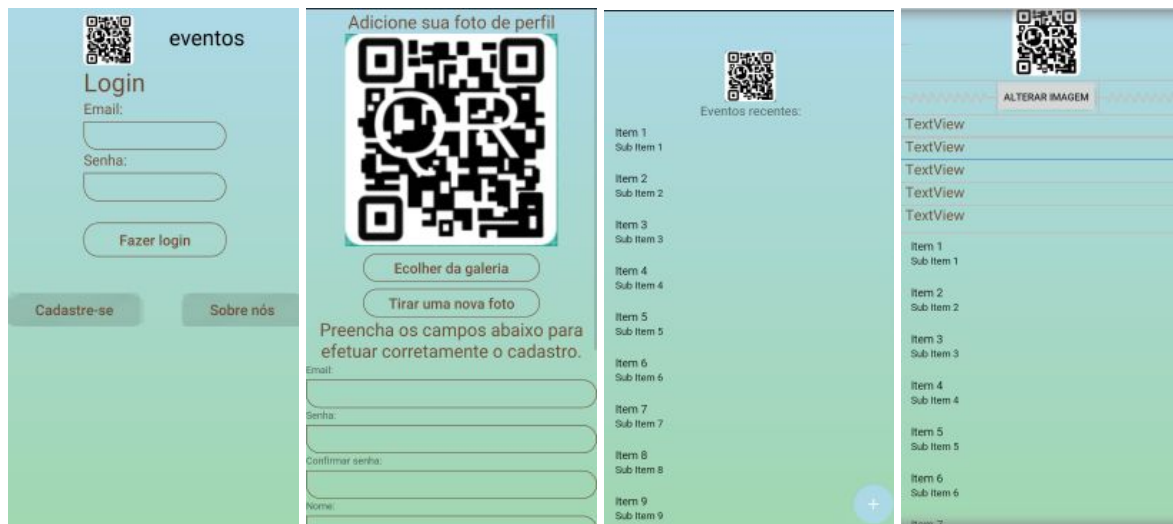 eventos
Login
Email:
Senha:
Fazer login
Cadastre-se
Sobre nós
Adicione sua foto de perfil
QR
Ecolher da galeria
Tirar uma nova foto
Preencha os campos abaixo para
efetuar corretamente o cadastro.
Email:
Senha:
Confirmar senha:
Nome:
Eventos recentes:
Item 1
Sub Item 1
Item 2
Sub Item 2
Item 3
Sub Item 3
Item 4
Sub Item 4
Item 5
Sub Item 5
Item 6
Sub Item 6
Item 7
Sub Item 7
Item 8
Sub Item 8
Item 9
Sub Item 9
+
ALTERAR IMAGEM
TextView
TextView
TextView
TextView
TextView
Item 1
Sub Item 1
Item 2
Sub Item 2
Item 3
Sub Item 3
Item 4
Sub Item 4
Item 5
Sub Item 5
Item 6
Sub Item 6
Item 7